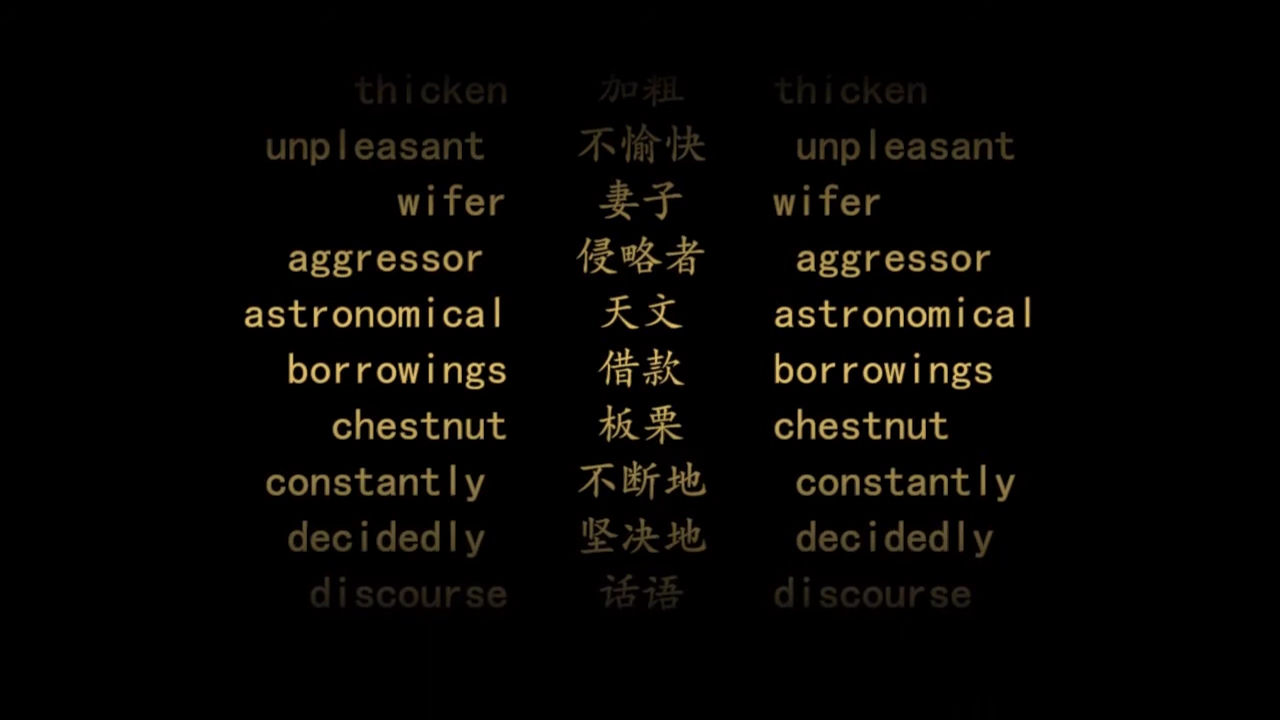 thicken 加粗 thicken
unpleasant 不愉快 unpleasant
wifer 妻子 wifer
aggressor 侵略者 aggressor
astronomical 天文 astronomical
borrowings 借款 borrowings
chestnut 板栗 chestnut
constantly 不断地 constantly
decidedly 坚决地 decidedly
discourse 话语 discourse